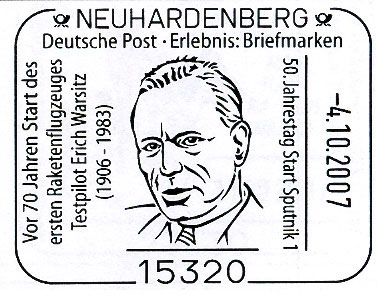 NEUHARDENBERG
Deutsche Post · Erlebnis: Briefmarken
Vor 70 Jahren Start des
ersten Raketenflugzeuges
Testpilot Erich Warsitz
(1906 - 1983)
50. Jahrestag Start Sputnik 1
-4.10.2007
15320